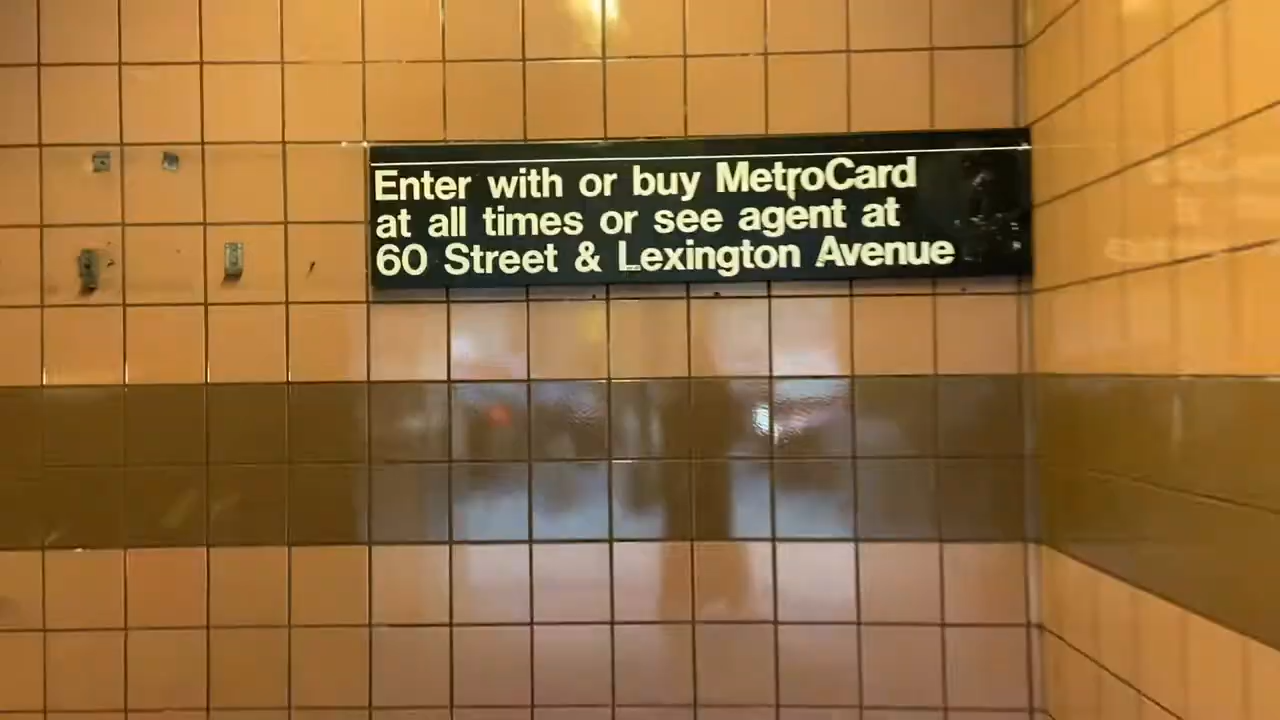 Enter with or buy MetroCard
at all times or see agent at
60 Street & Lexington Avenue